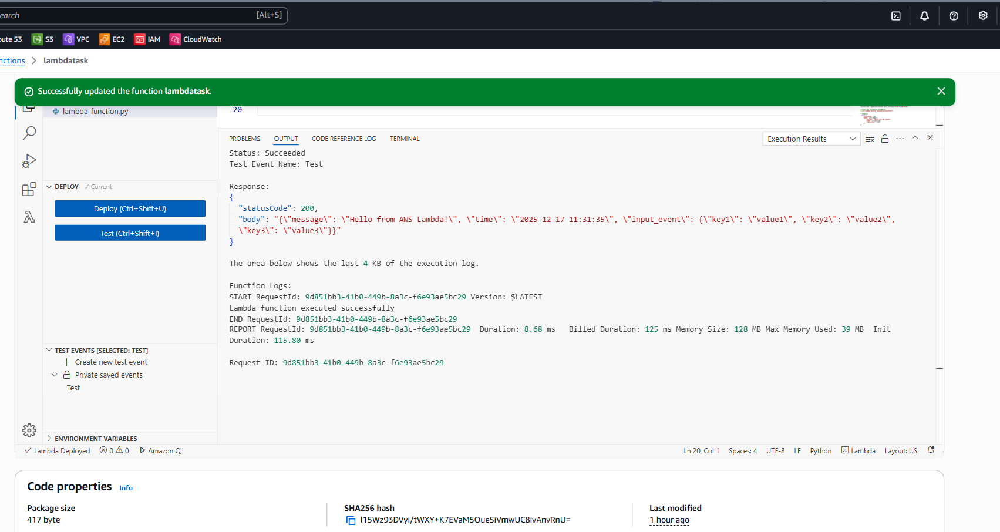 earch [Alt+S]
oute 53 S3 VPC EC2 IAM CloudWatch
nctions lambdatask
Successfully updated the function lambdatask.
lambda_function.py
20
PROBLEMS OUTPUT CODE REFERENCE LOG TERMINAL Execution Results
Status: Succeeded
Test Event Name: Test
Response:
{
"statusCode": 200,
"body": "{\"message\": \"Hello from AWS Lambda!\", \"time\": \"2025-12-17 11:31:35\", \"input_event\": {\"key1\": \"value1\", \"key2\": \"value2\",
\"key3\": \"value3\"}}"
}
The area below shows the last 4 KB of the execution log.
Function Logs:
START RequestId: 9d851bb3-41b0-449b-8a3c-f6e93ae5bc29 Version: $LATEST
Lambda function executed successfully
END RequestId: 9d851bb3-41b0-449b-8a3c-f6e93ae5bc29
REPORT RequestId: 9d851bb3-41b0-449b-8a3c-f6e93ae5bc29 Duration: 8.68 ms Billed Duration: 125 ms Memory Size: 128 MB Max Memory Used: 39 MB Init
Duration: 115.80 ms
Request ID: 9d851bb3-41b0-449b-8a3c-f6e93ae5bc29
DEPLOY Current
Deploy (Ctrl+Shift+U)
Test (Ctrl+Shift+I)
TEST EVENTS [SELECTED: TEST]
Create new test event
Private saved events
Test
ENVIRONMENT VARIABLES
Lambda Deployed 0 0 Amazon Q Ln 20, Col 1 Spaces: 4 UTF-8 LF Python Lambda Layout: US
Code properties Info
Package size
417 byte
SHA256 hash
l15Wz93DVyi/tWXY+K7EVaM5OueSiVmwUC8ivAnvRnU=
Last modified
1 hour ago